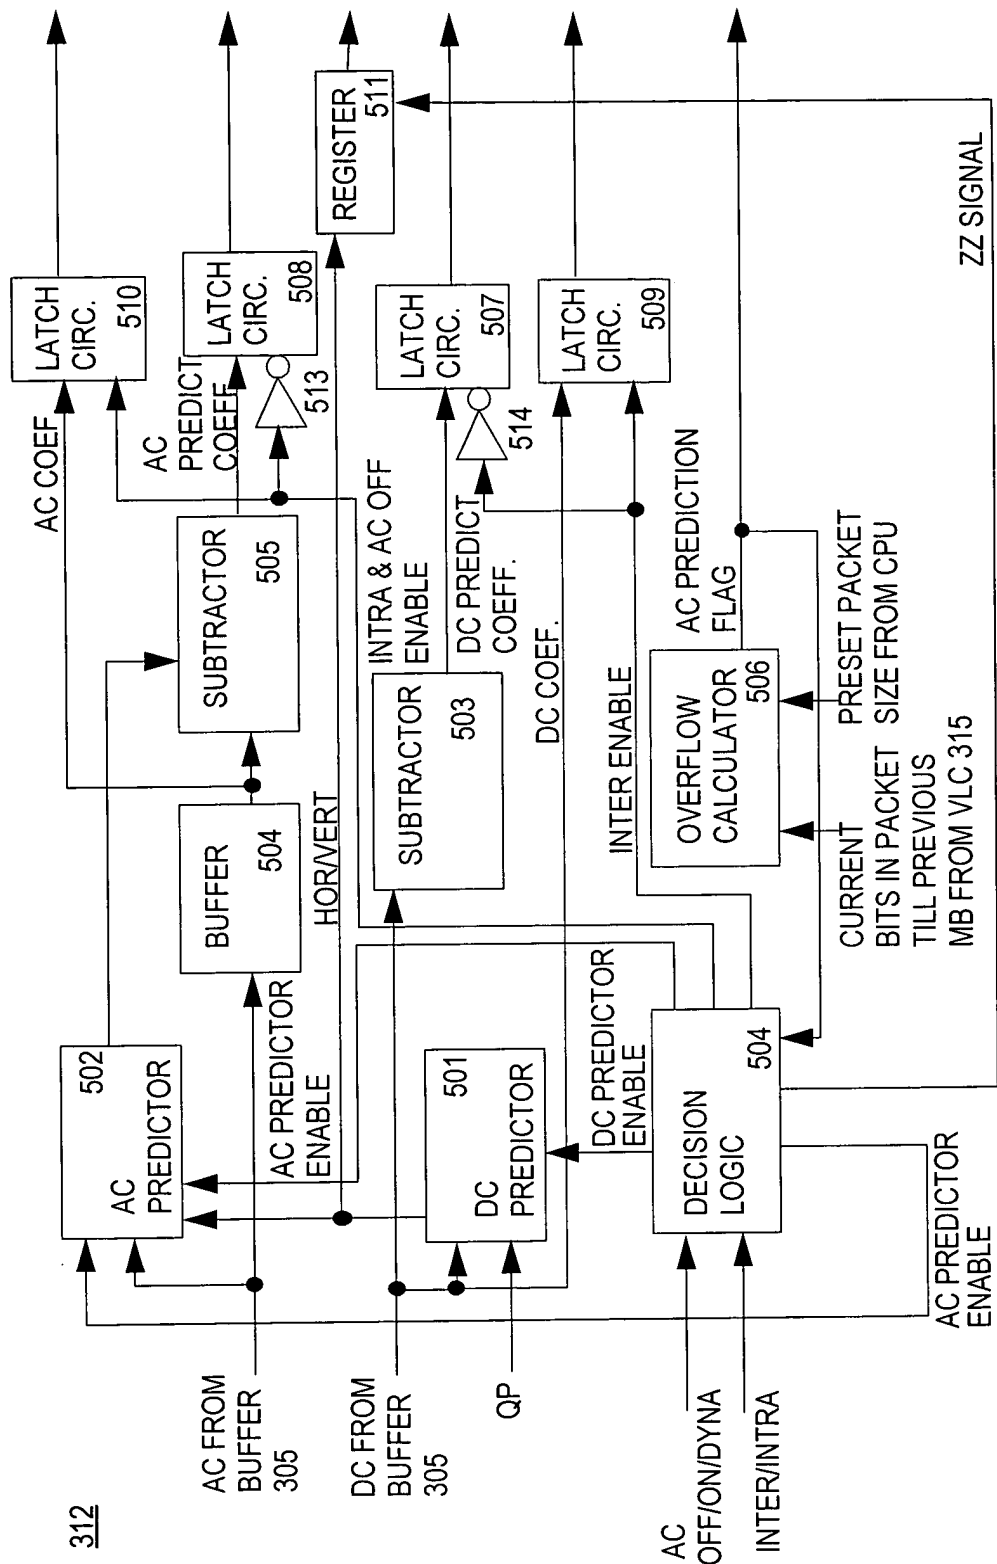 312
AC FROM
BUFFER
305
DC FROM
BUFFER
305
QP
AC
OFF/ON/DYNA
INTER/INTRA
502
AC
PREDICTOR
AC PREDICTOR
ENABLE
501
DC
PREDICTOR
DC PREDICTOR
ENABLE
DECISION
LOGIC
504
AC PREDICTOR
ENABLE
BUFFER
504
HOR/VERT
SUBTRACTOR
505
SUBTRACTOR
503
INTRA & AC OFF
ENABLE
DC PREDICT
COEFF.
DC COEF.
INTER ENABLE
OVERFLOW
CALCULATOR
506
AC PREDICTION
FLAG
CURRENT
BITS IN PACKET
TILL PREVIOUS
MB FROM VLC 315
PRESET PACKET
SIZE FROM CPU
AC COEF
AC
PREDICT
COEFF
LATCH
CIRC.
510
LATCH
CIRC.
508
513
REGISTER
511
LATCH
CIRC.
507
514
LATCH
CIRC.
509
ZZ SIGNAL